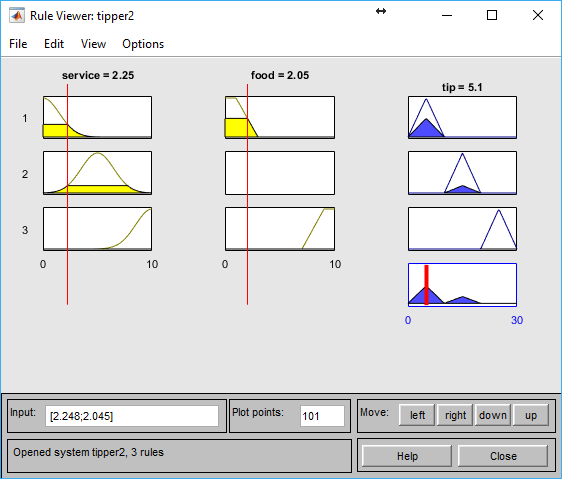 Rule Viewer: tipper2
File Edit View Options
service = 2.25 food = 2.05 tip = 5.1
1
2
3
0 10 0 10
0 30
Input: [2.248;2.045] Plot points: 101 Move: left right down up
Opened system tipper2, 3 rules Help Close